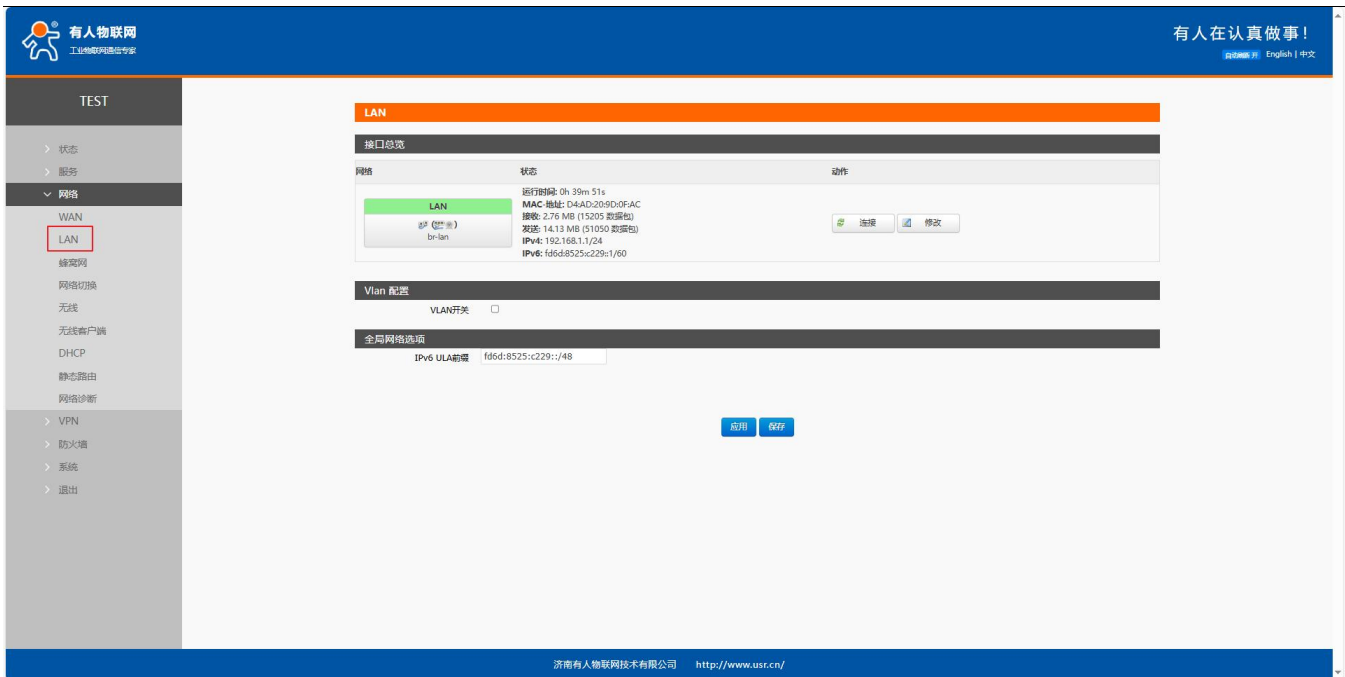 有人物联网
工业物联网通信专家
有人在认真做事！
自动刷新 开 English | 中文
TEST
状态
服务
网络
WAN
LAN
蜂窝网
网络切换
无线
无线客户端
DHCP
静态路由
网络诊断
VPN
防火墙
系统
退出
LAN
接口总览
网络 状态 动作
LAN
br-lan
运行时间: 0h 39m 51s
MAC-地址: D4:AD:20:9D:0F:AC
接收: 2.76 MB (15205 数据包)
发送: 14.13 MB (51050 数据包)
IPv4: 192.168.1.1/24
IPv6: fd6d:8525:c229::1/60
连接 修改
Vlan 配置
VLAN开关
全局网络选项
IPv6 ULA前缀 fd6d:8525:c229::/48
应用 保存
济南有人物联网技术有限公司 http://www.usr.cn/